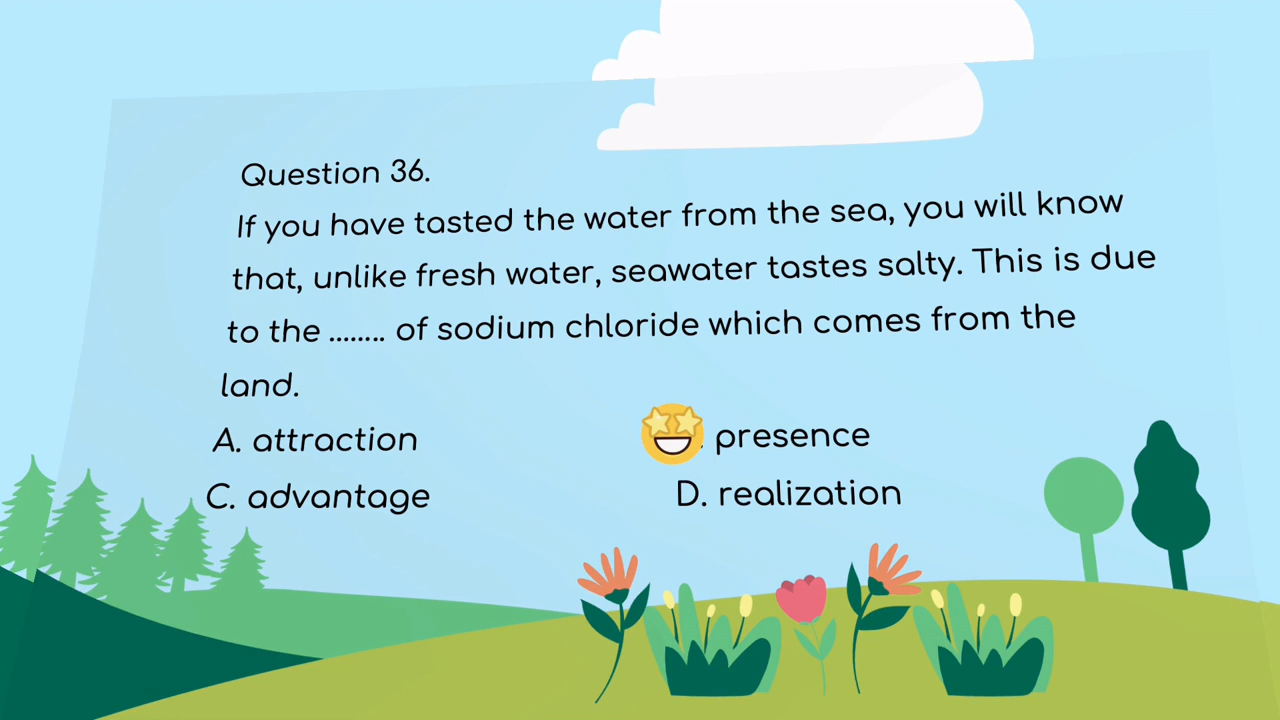 Question 36.
If you have tasted the water from the sea, you will know
that, unlike fresh water, seawater tastes salty. This is due
to the ........ of sodium chloride which comes from the
land.
A. attraction . presence
C. advantage D. realization